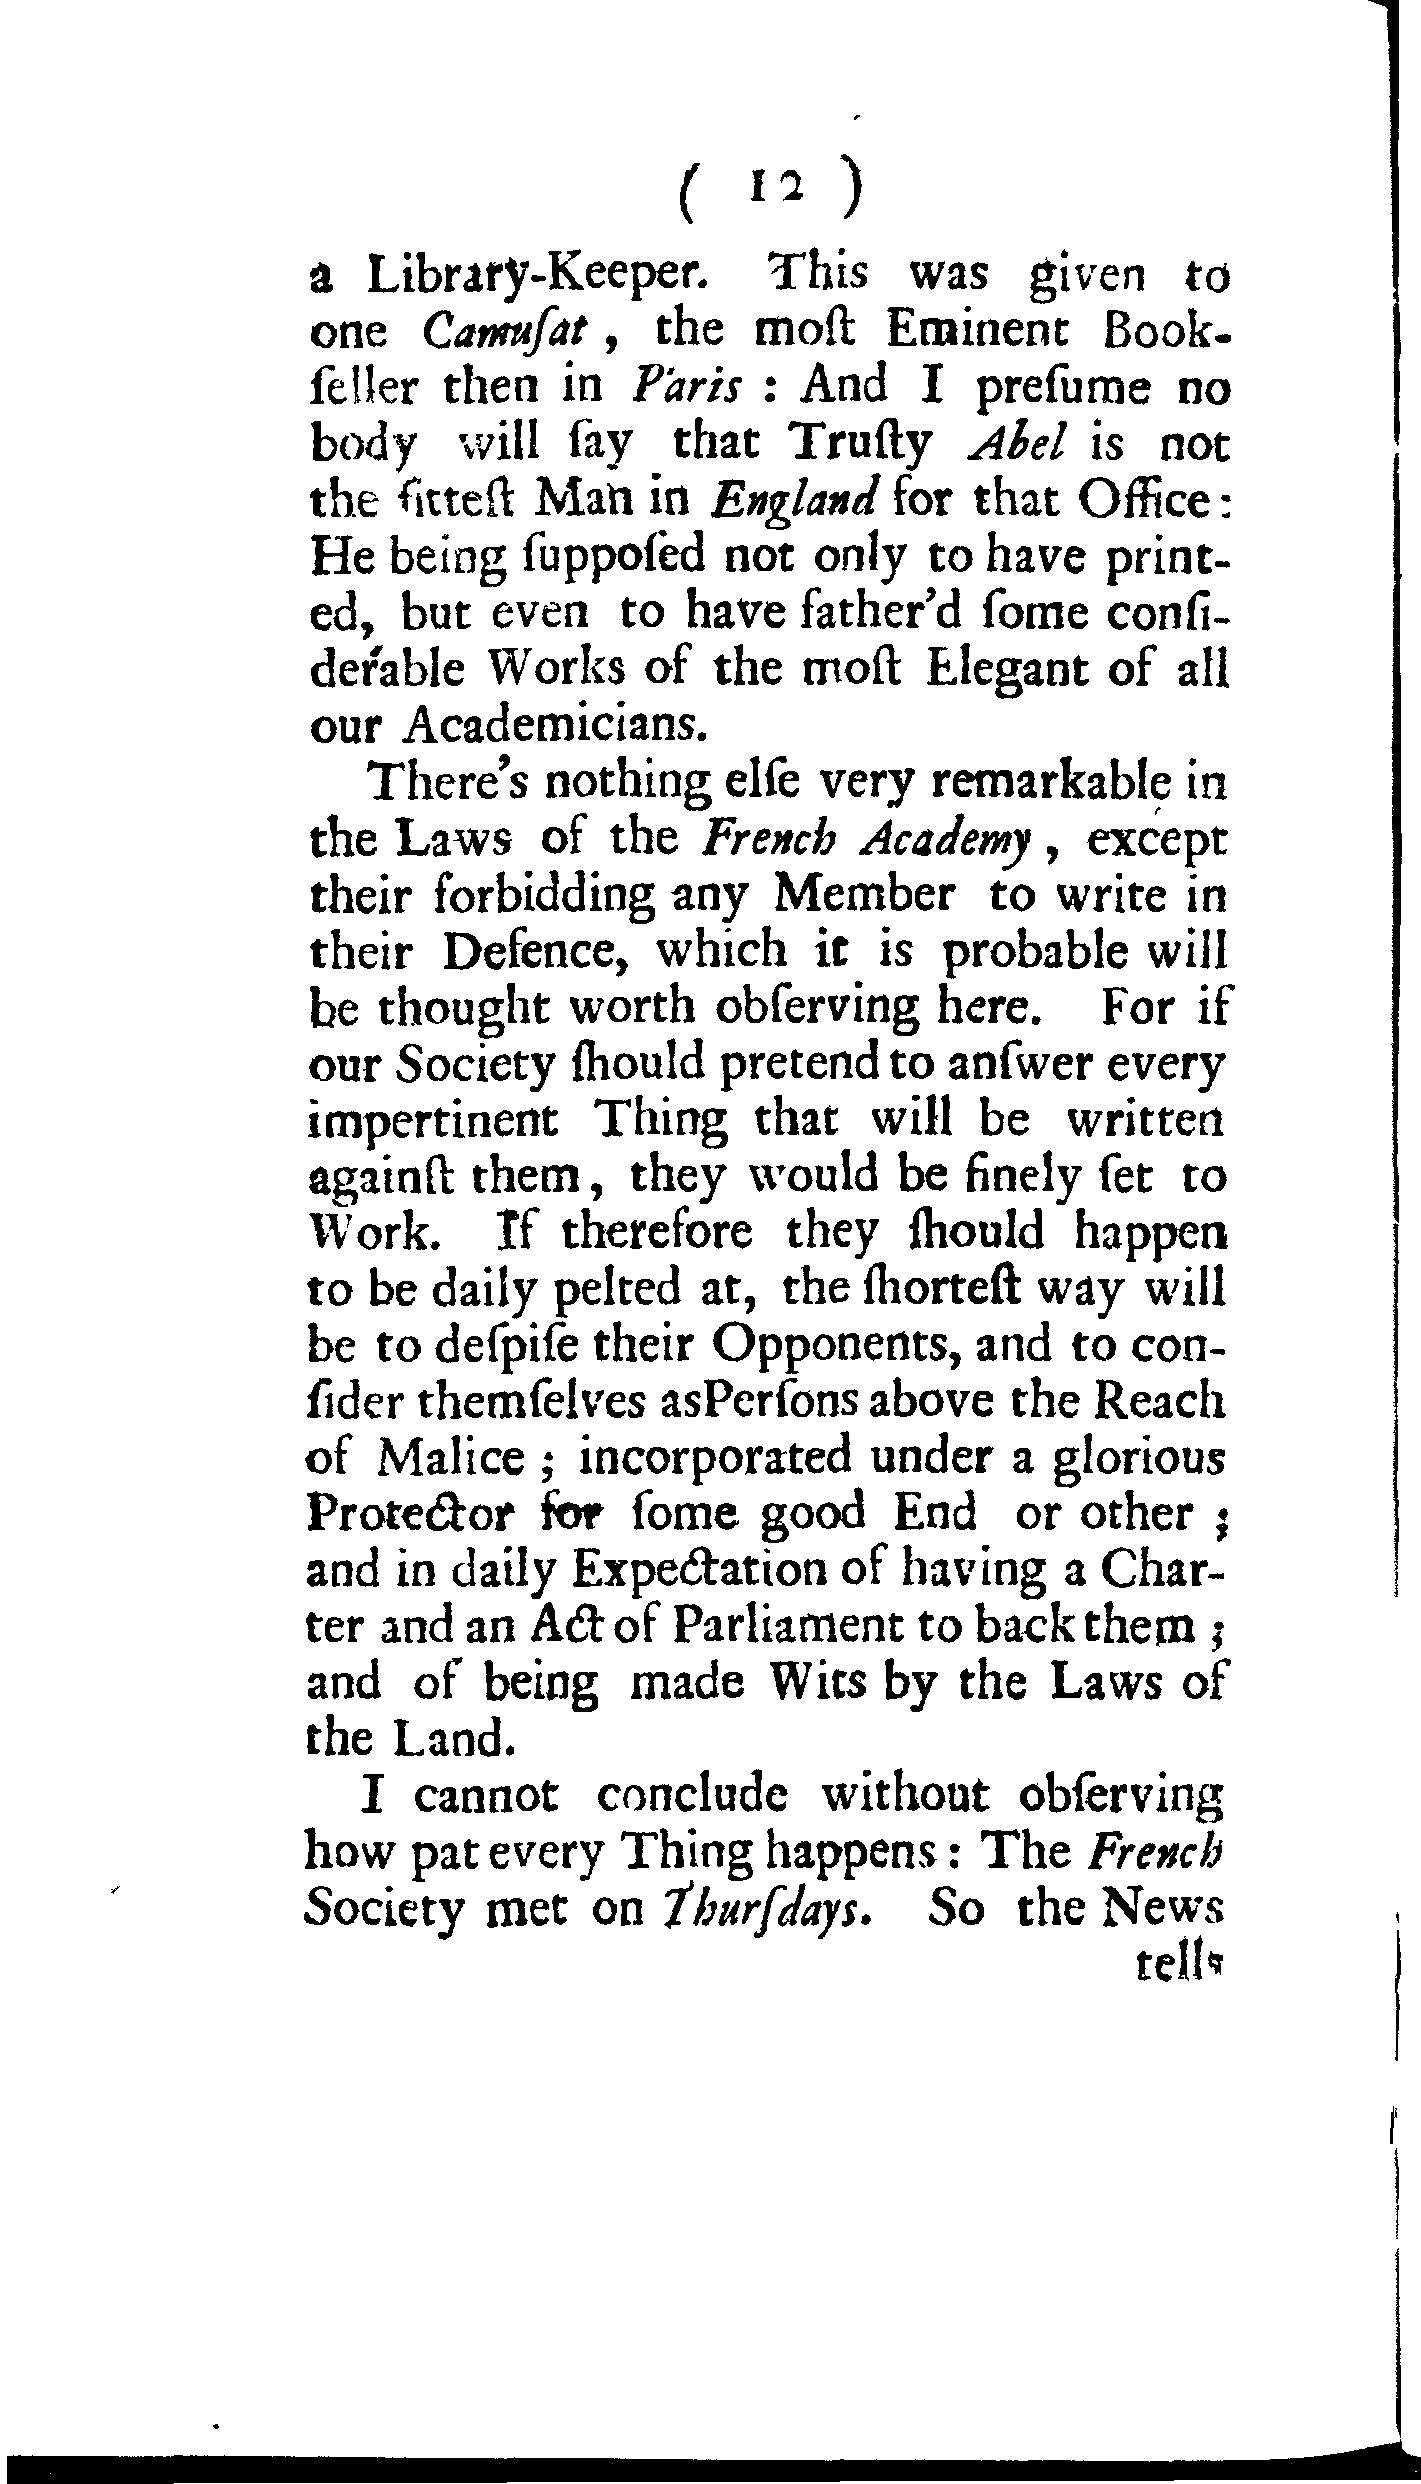 ( 12 )
a Library-Keeper. This was given to
one Camuſat , the moſt Eminent Book-
ſeller then in Paris : And I preſume no
body will ſay that Truſty Abel is not
the fitteſt Man in England for that Office :
He being ſuppoſed not only to have print-
ed, but even to have father'd ſome conſi-
derable Works of the moſt Elegant of all
our Academicians.
There's nothing elſe very remarkable in
the Laws of the French Academy , except
their forbidding any Member to write in
their Defence, which it is probable will
be thought worth obſerving here. For if
our Society ſhould pretend to anſwer every
impertinent Thing that will be written
againſt them, they would be finely ſet to
Work. If therefore they ſhould happen
to be daily pelted at, the ſhorteſt way will
be to deſpiſe their Opponents, and to con-
ſider themſelves asPerſons above the Reach
of Malice ; incorporated under a glorious
Protector for ſome good End or other ;
and in daily Expectation of having a Char-
ter and an Act of Parliament to back them ;
and of being made Wits by the Laws of
the Land.
I cannot conclude without obſerving
how pat every Thing happens : The French
Society met on Thurſdays. So the News
tells